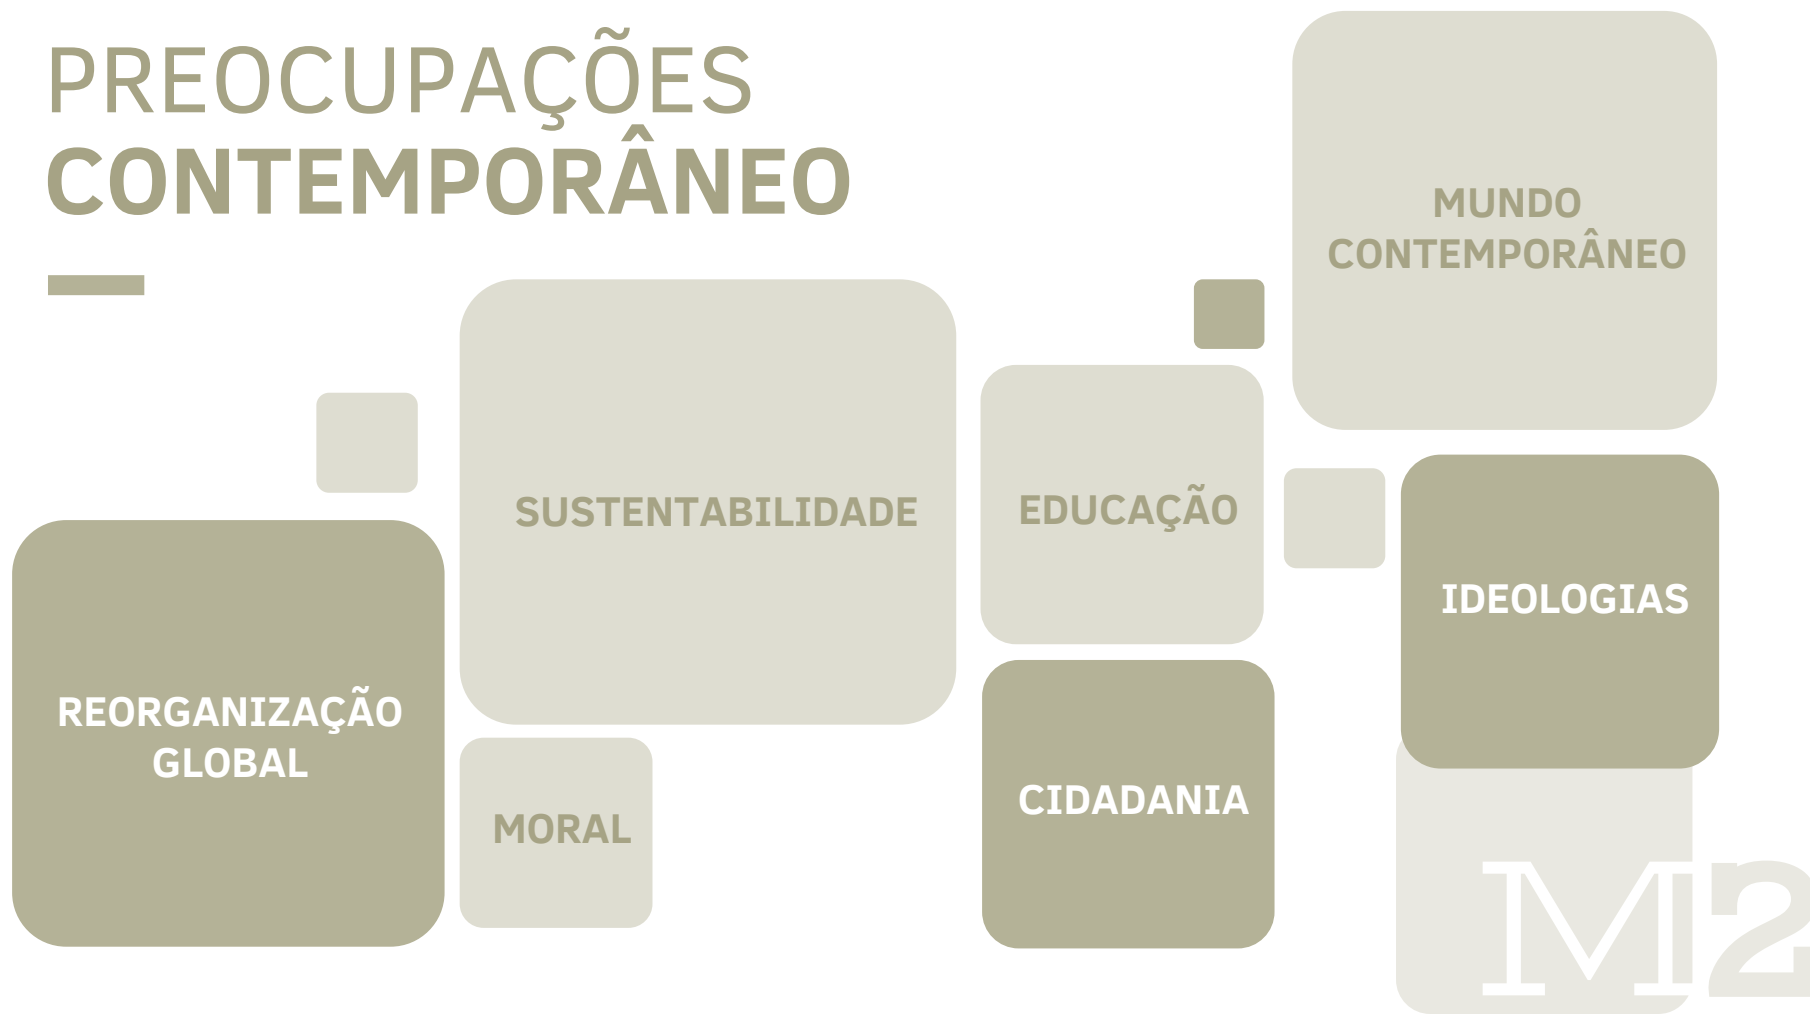 PREOCUPAÇÕES
CONTEMPORÂNEO
MUNDO
CONTEMPORÂNEO
SUSTENTABILIDADE
EDUCAÇÃO
IDEOLOGIAS
REORGANIZAÇÃO
GLOBAL
CIDADANIA
MORAL
M2